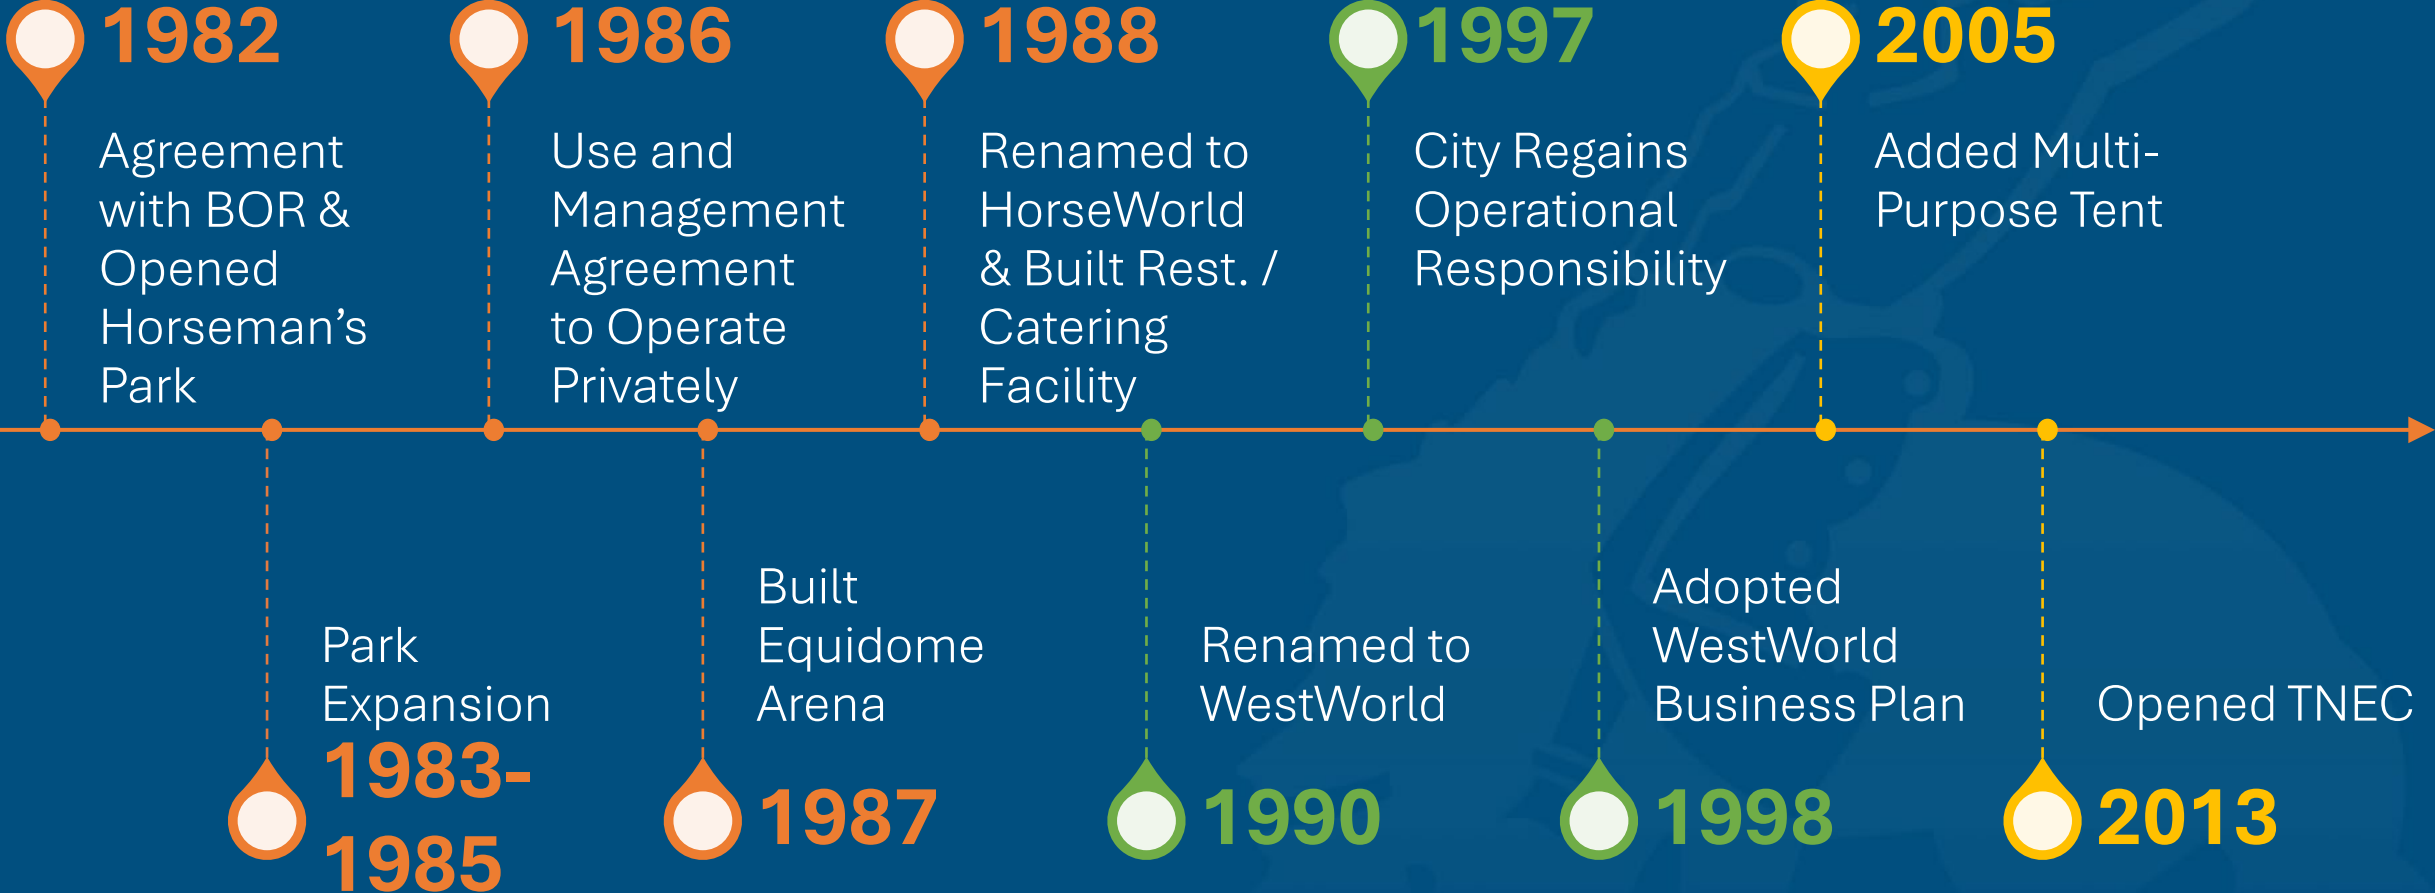 1982
Agreement
with BOR &
Opened
Horseman’s
Park
1986
Use and
Management
Agreement
to Operate
Privately
1988
Renamed to
HorseWorld
& Built Rest. /
Catering
Facility
1997
City Regains
Operational
Responsibility
2005
Added Multi-
Purpose Tent
Park
Expansion
1983-
1985
Built
Equidome
Arena
1987
Renamed to
WestWorld
1990
Adopted
WestWorld
Business Plan
1998
Opened TNEC
2013